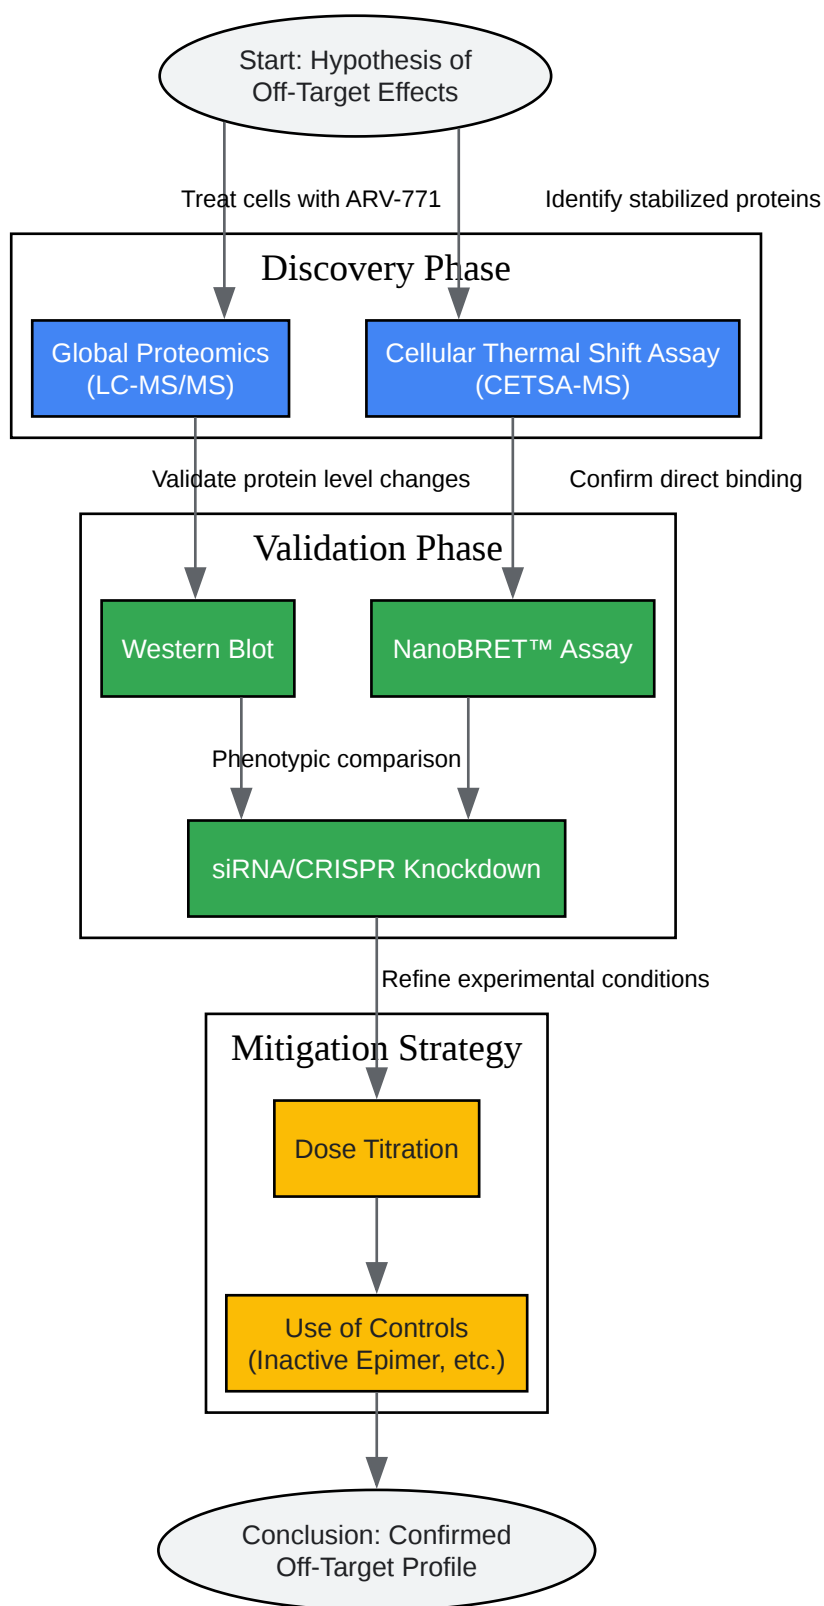 Start: Hypothesis of
Off-Target Effects
Treat cells with ARV-771
Identify stabilized proteins
Discovery Phase
Global Proteomics
(LC-MS/MS)
Cellular Thermal Shift Assay
(CETSA-MS)
Validate protein level changes
Confirm direct binding
Validation Phase
Western Blot
NanoBRET™ Assay
Phenotypic comparison
siRNA/CRISPR Knockdown
Refine experimental conditions
Mitigation Strategy
Dose Titration
Use of Controls
(Inactive Epimer, etc.)
Conclusion: Confirmed
Off-Target Profile